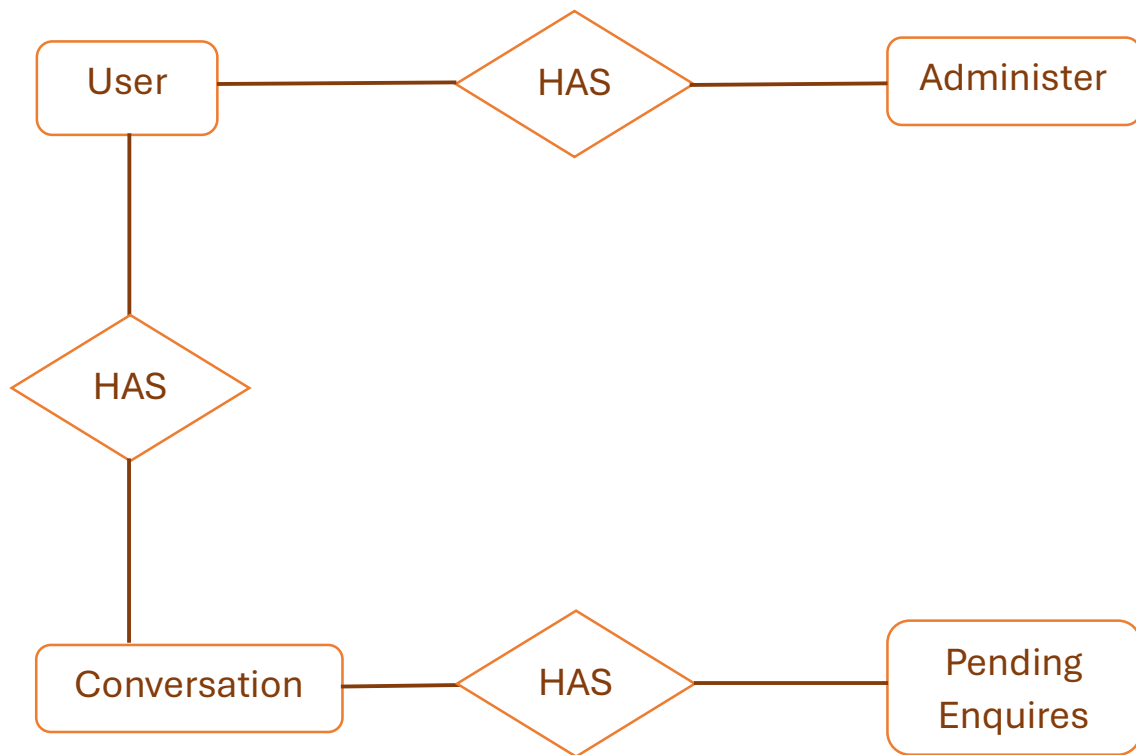 User
HAS
Administer
HAS
Conversation
HAS
Pending
Enquires